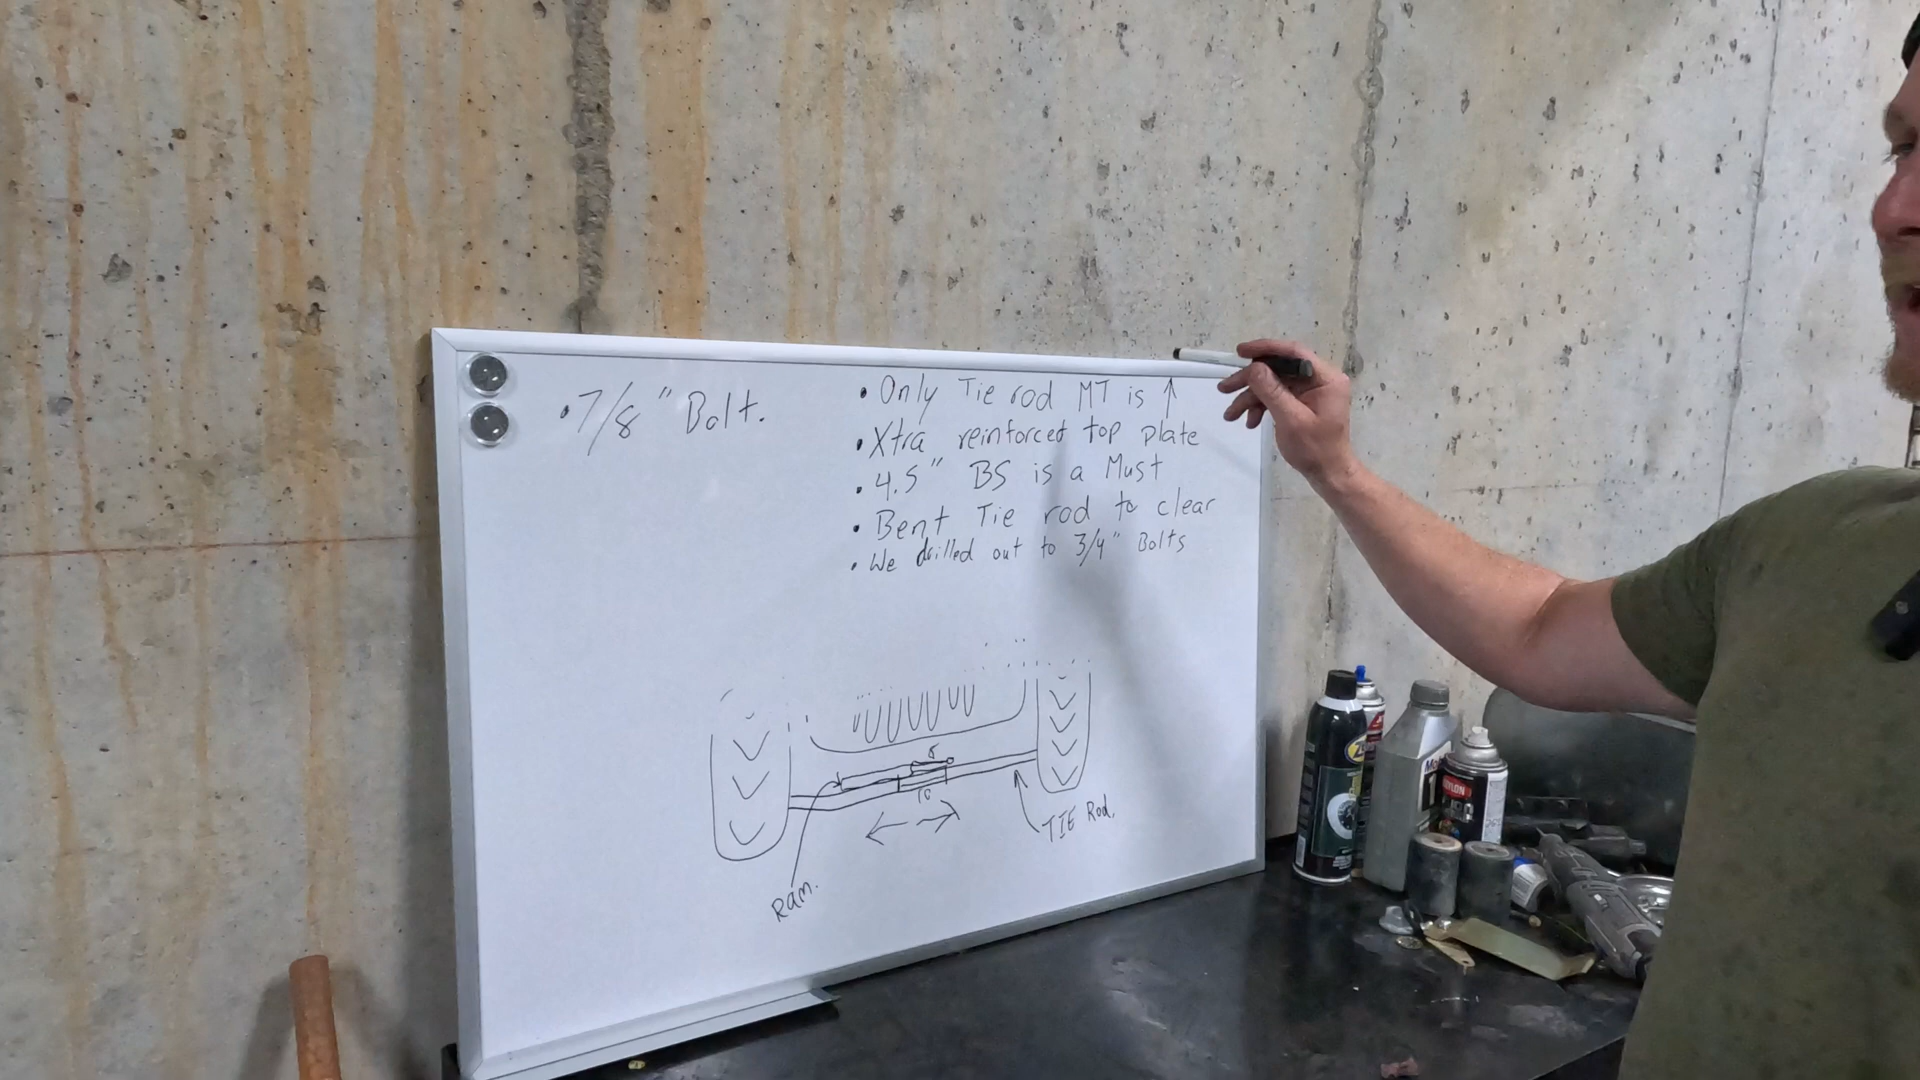 • 7/8" Bolt.
• Only Tie rod MT is ↑
• Xtra reinforced top plate
• 4.5" BS is a Must
• Bent Tie rod to clear
• We drilled out to 3/4" Bolts
8
TIE Rod.
Ram.